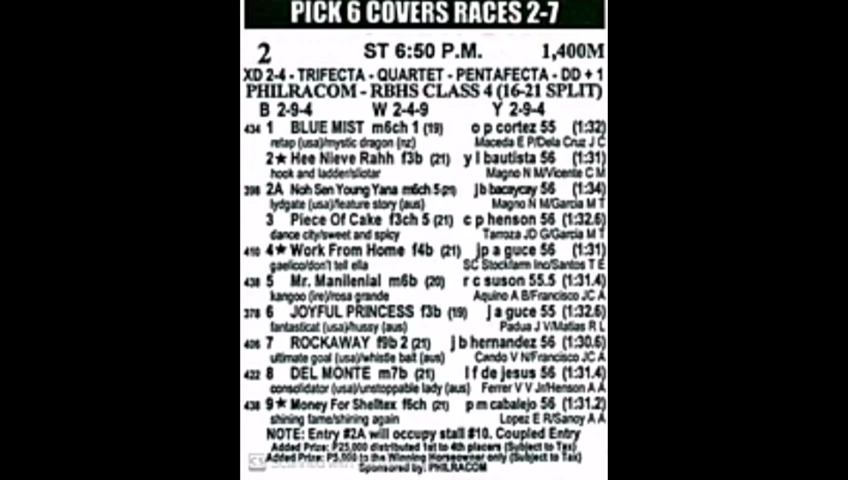 PICK 6 COVERS RACES 2-7
2 ST 6:50 P.M. 1,400M
XD 2-4 - TRIFECTA - QUARTET - PENTAFECTA - DD + 1
PHILRACOM - RBHS CLASS 4 (16-21 SPLIT)
B 2-9-4 W 2-4-9 Y 2-9-4
434 1 BLUE MIST m6ch 1 (19) o p cortez 55 (1:32)
retap (usa)/mystic dragon (nz) Maceda E P/Dela Cruz J C
2★ Hee Nieve Rahh f3b (21) y l bautista 56 (1:31)
hook and ladder/sliotar Magno N M/Vicente C M
398 2A Noh Sen Young Yana m6ch 5 (21) j b bacaycay 56 (1:34)
lydgate (usa)/feature story (aus) Magno N M/Garcia M T
3 Piece Of Cake f3ch 5 (21) c p henson 56 (1:32.6)
dance city/sweet and spicy Tarroza JD G/Garcia M T
410 4★ Work From Home f4b (21) jp a guce 56 (1:31)
gaelico/don't tell ella SC Stockfarm Inc/Santos T E
438 5 Mr. Manilenial m6b (20) r c suson 55.5 (1:31.4)
kangoo (ire)/rosa grande Aquino A B/Francisco JC A
378 6 JOYFUL PRINCESS f3b (19) j a guce 55 (1:32.6)
fantasticat (usa)/hussy (aus) Padua J V/Matias R L
406 7 ROCKAWAY f9b 2 (21) j b hernandez 56 (1:30.6)
ultimate goal (usa)/whistle bait (aus) Cando V N/Francisco JC A
422 8 DEL MONTE m7b (21) l f de jesus 56 (1:31.4)
consolidator (usa)/unstoppable lady (aus) Ferrer V V Jr/Henson A A
438 9★ Money For Shelltex f6ch (21) p m cabalejo 56 (1:31.2)
shining fame/shining again Lopez E R/Sanoy A A
NOTE: Entry #2A will occupy stall #10. Coupled Entry
Added Prize: P25,000 distributed 1st to 4th placers (Subject to Tax)
Added Prize: P5,000 to the Winning Horseowner only (Subject to Tax)
CS Scanned with
Sponsored by: PHILRACOM